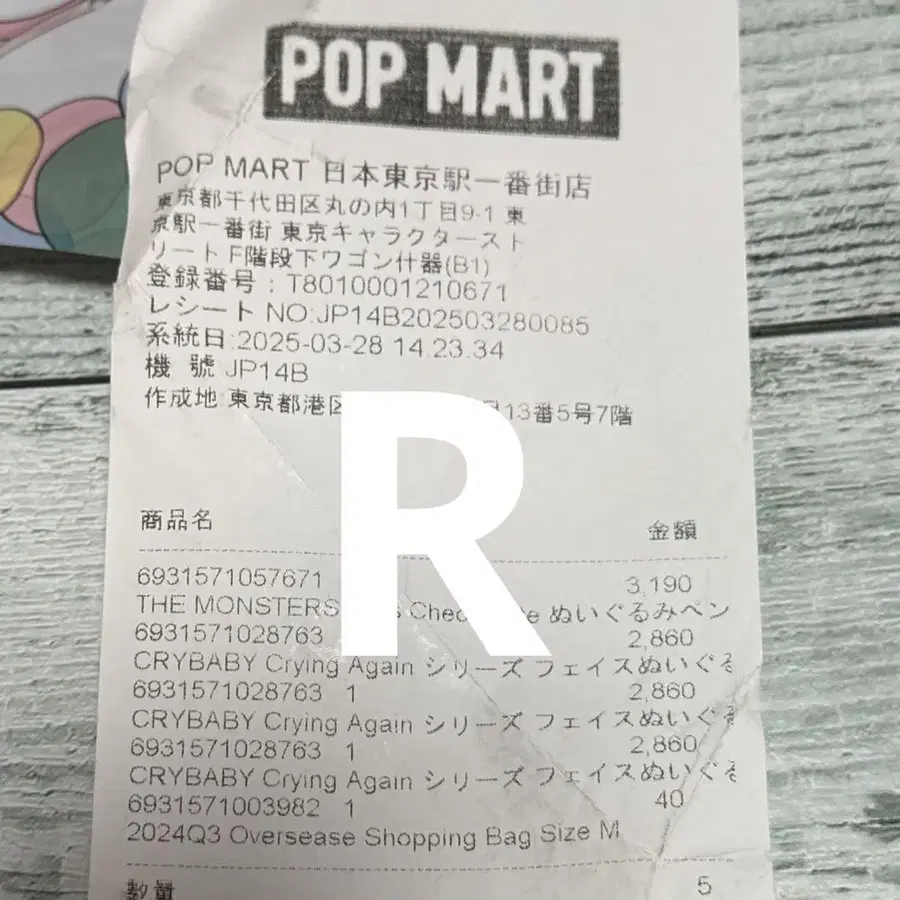 POP MART
POP MART 日本東京駅一番街店
東京都千代田区丸の内1丁目9-1 東
京駅一番街 東京キャラクタースト
リート F階段下ワゴン什器(B1)
登録番号 : T8010001210671
レシート NO:JP14B202503280085
系統日:2025-03-28 14.23.34
機 號:JP14B
作成地:東京都港区 13番5号7階
R
商品名 金額
6931571057671 3,190
THE MONSTERS ぬいぐるみペン
6931571028763 2,860
CRYBABY Crying Again シリーズ フェイスぬいぐる
6931571028763 1 2,860
CRYBABY Crying Again シリーズ フェイスぬいぐる
6931571028763 1 2,860
CRYBABY Crying Again シリーズ フェイスぬいぐる
6931571003982 1 40
2024Q3 Oversease Shopping Bag Size M
数量 5